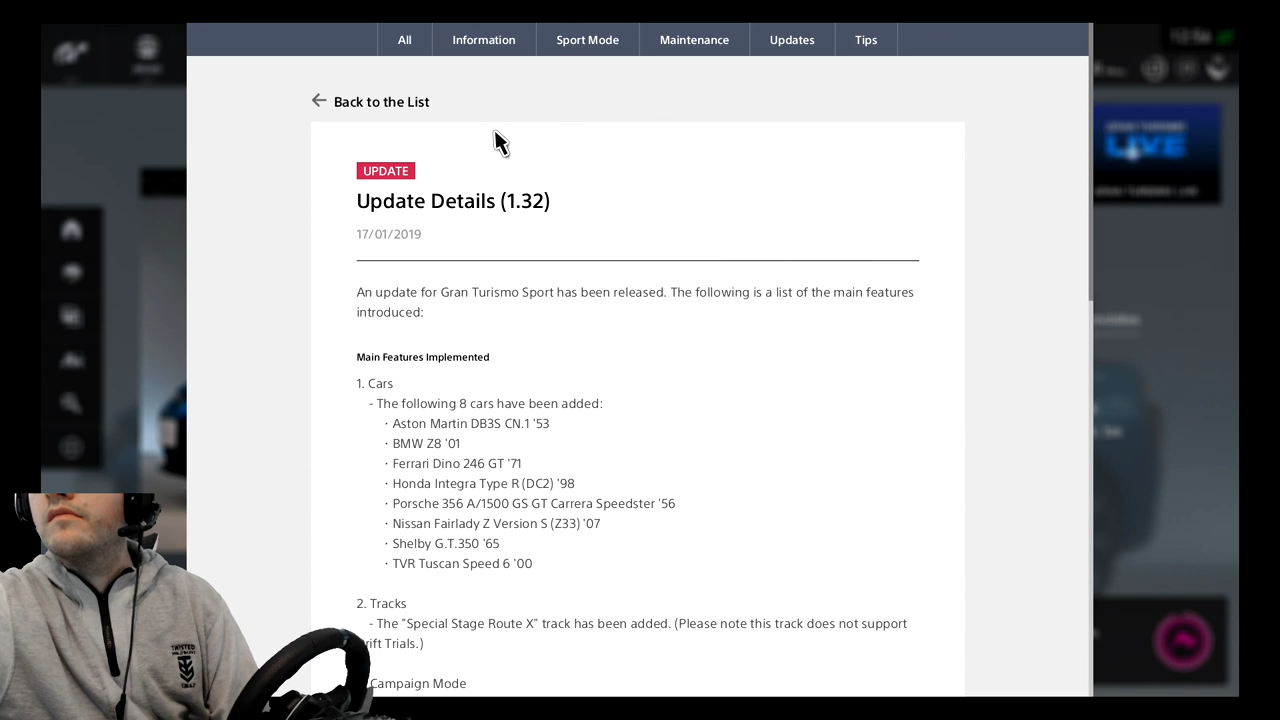 All
Information
Sport Mode
Maintenance
Updates
Tips
Back to the List
UPDATE
Update Details (1.32)
17/01/2019
An update for Gran Turismo Sport has been released. The following is a list of the main features
introduced:
Main Features Implemented
1. Cars
- The following 8 cars have been added:
· Aston Martin DB3S CN.1 '53
· BMW Z8 '01
· Ferrari Dino 246 GT '71
· Honda Integra Type R (DC2) '98
· Porsche 356 A/1500 GS GT Carrera Speedster '56
· Nissan Fairlady Z Version S (Z33) '07
· Shelby G.T.350 '65
· TVR Tuscan Speed 6 '00
2. Tracks
- The "Special Stage Route X" track has been added. (Please note this track does not support
rift Trials.)
Campaign Mode
LIVE